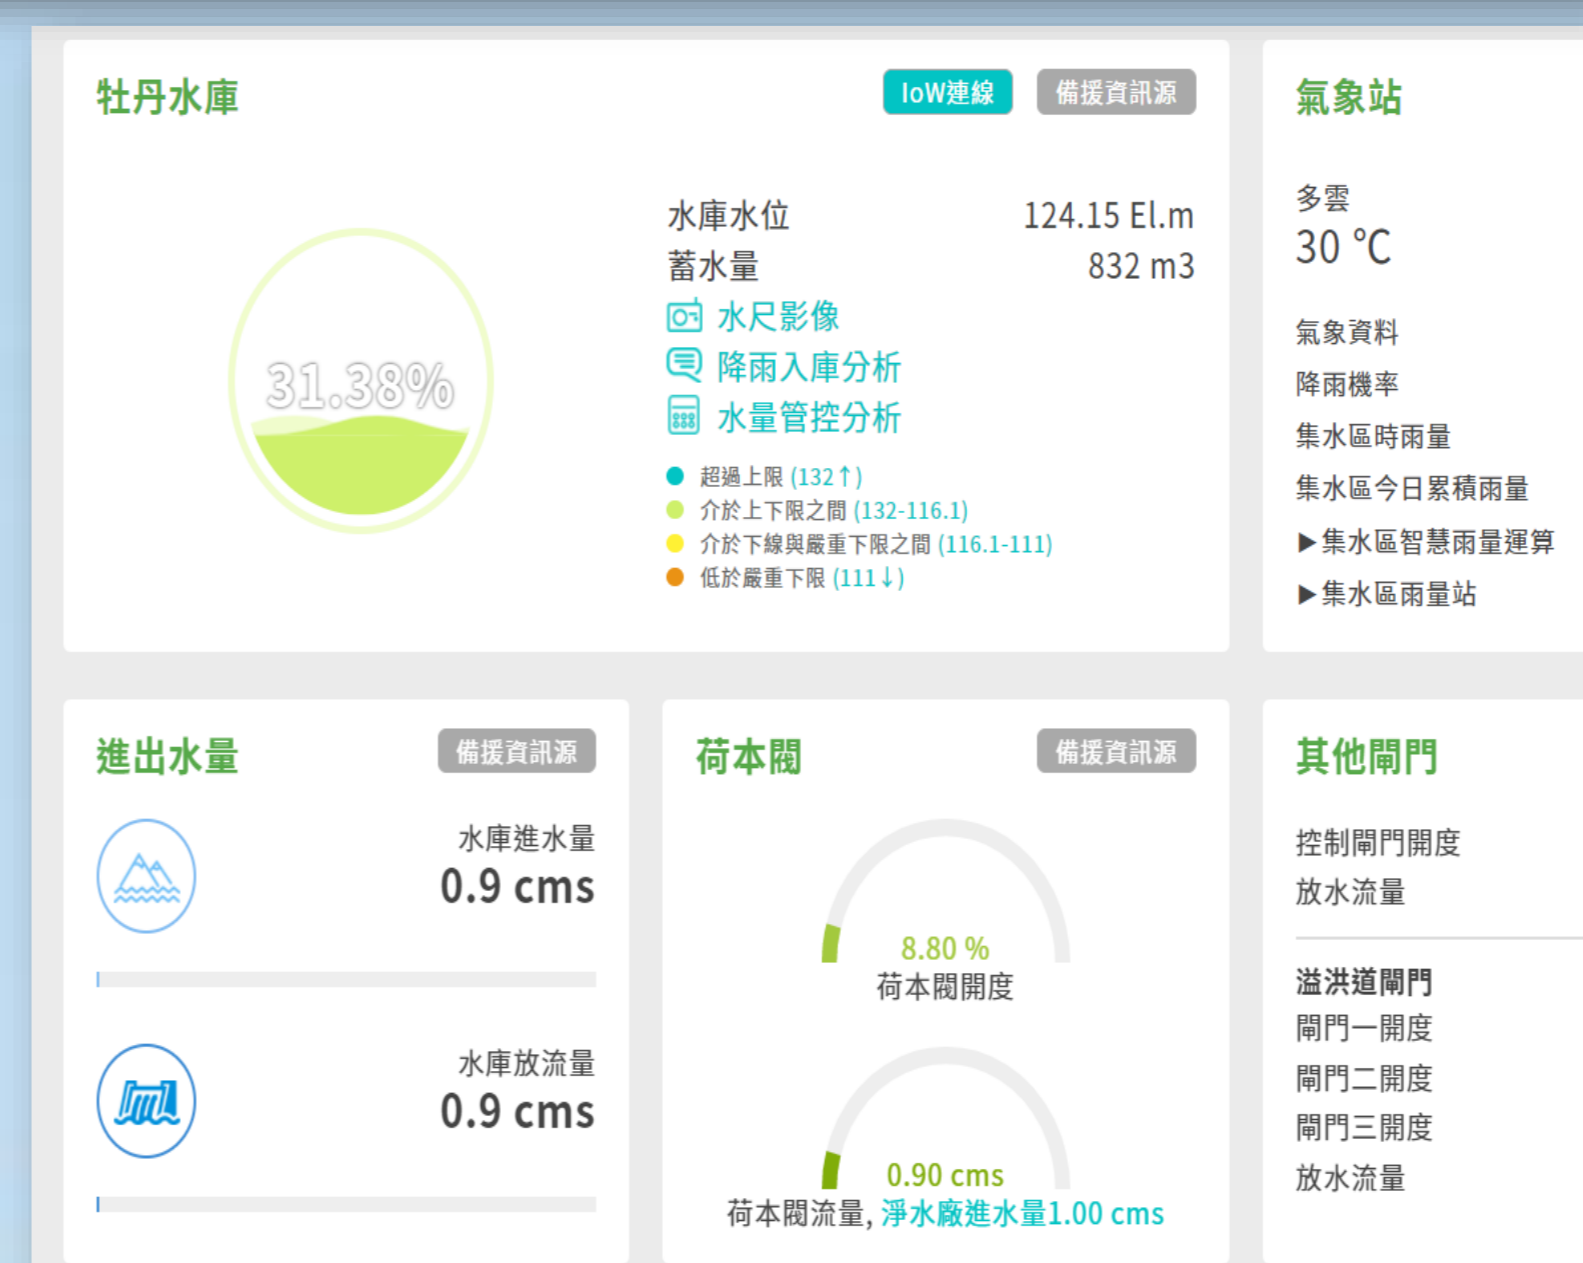 牡丹水庫
IoW連線
備援資訊源
31.38%
水庫水位 124.15 El.m
蓄水量 832 m3
水尺影像
降雨入庫分析
水量管控分析
超過上限 (132↑)
介於上下限之間 (132-116.1)
介於下線與嚴重下限之間 (116.1-111)
低於嚴重下限 (111↓)
氣象站
多雲
30 °C
氣象資料
降雨機率
集水區時雨量
集水區今日累積雨量
▶集水區智慧雨量運算
▶集水區雨量站
進出水量
備援資訊源
水庫進水量
0.9 cms
水庫放流量
0.9 cms
荷本閥
備援資訊源
8.80 %
荷本閥開度
0.90 cms
荷本閥流量, 淨水廠進水量1.00 cms
其他閘門
控制閘門開度
放水流量
溢洪道閘門
閘門一開度
閘門二開度
閘門三開度
放水流量